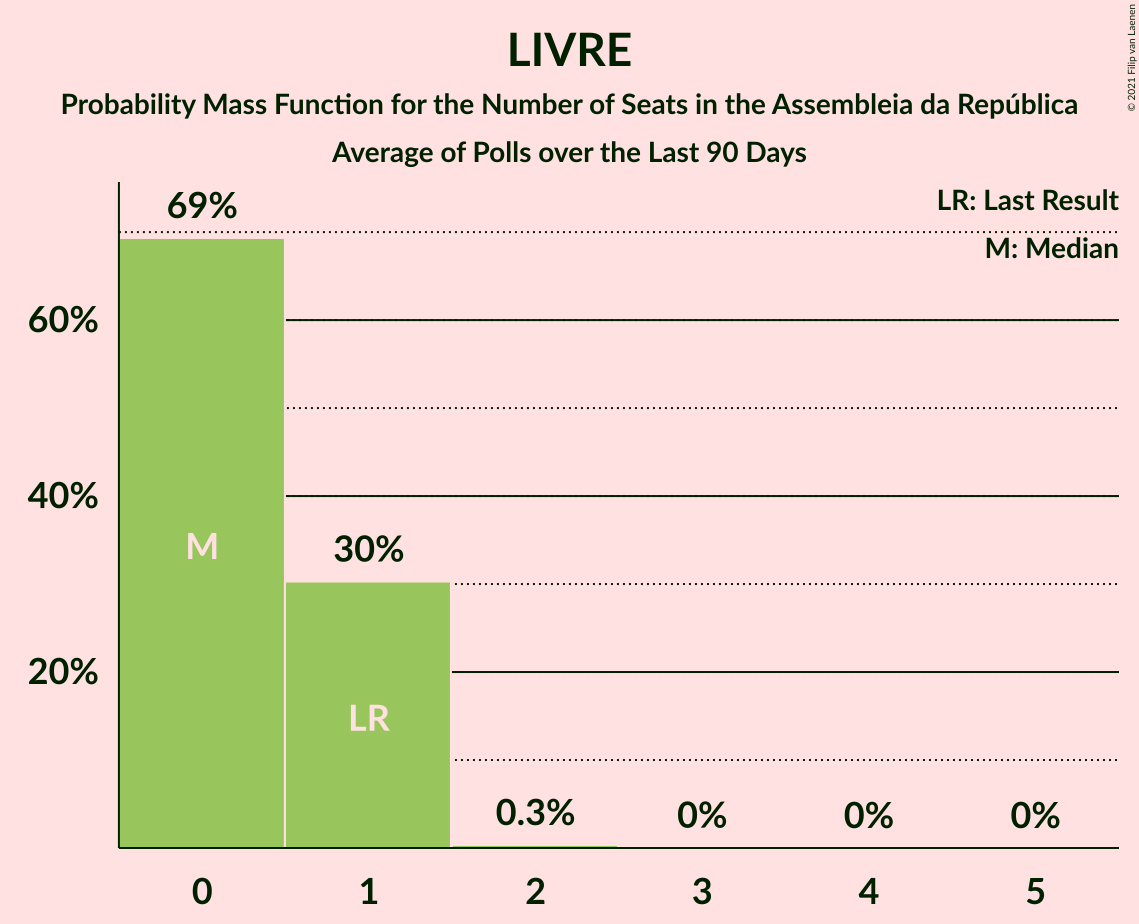 LIVRE
Probability Mass Function for the Number of Seats in the Assembleia da República
Average of Polls over the Last 90 Days
© 2021 Filip van Laenen
LR: Last Result
M: Median
69%
60%
40%
M
30%
20%
LR
0.3%
0%
0%
0%
0
1
2
3
4
5